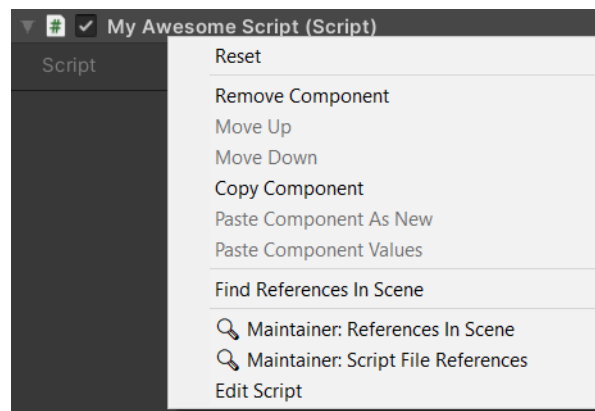 My Awesome Script (Script)
Script
Reset
Remove Component
Move Up
Move Down
Copy Component
Paste Component As New
Paste Component Values
Find References In Scene
Maintainer: References In Scene
Maintainer: Script File References
Edit Script